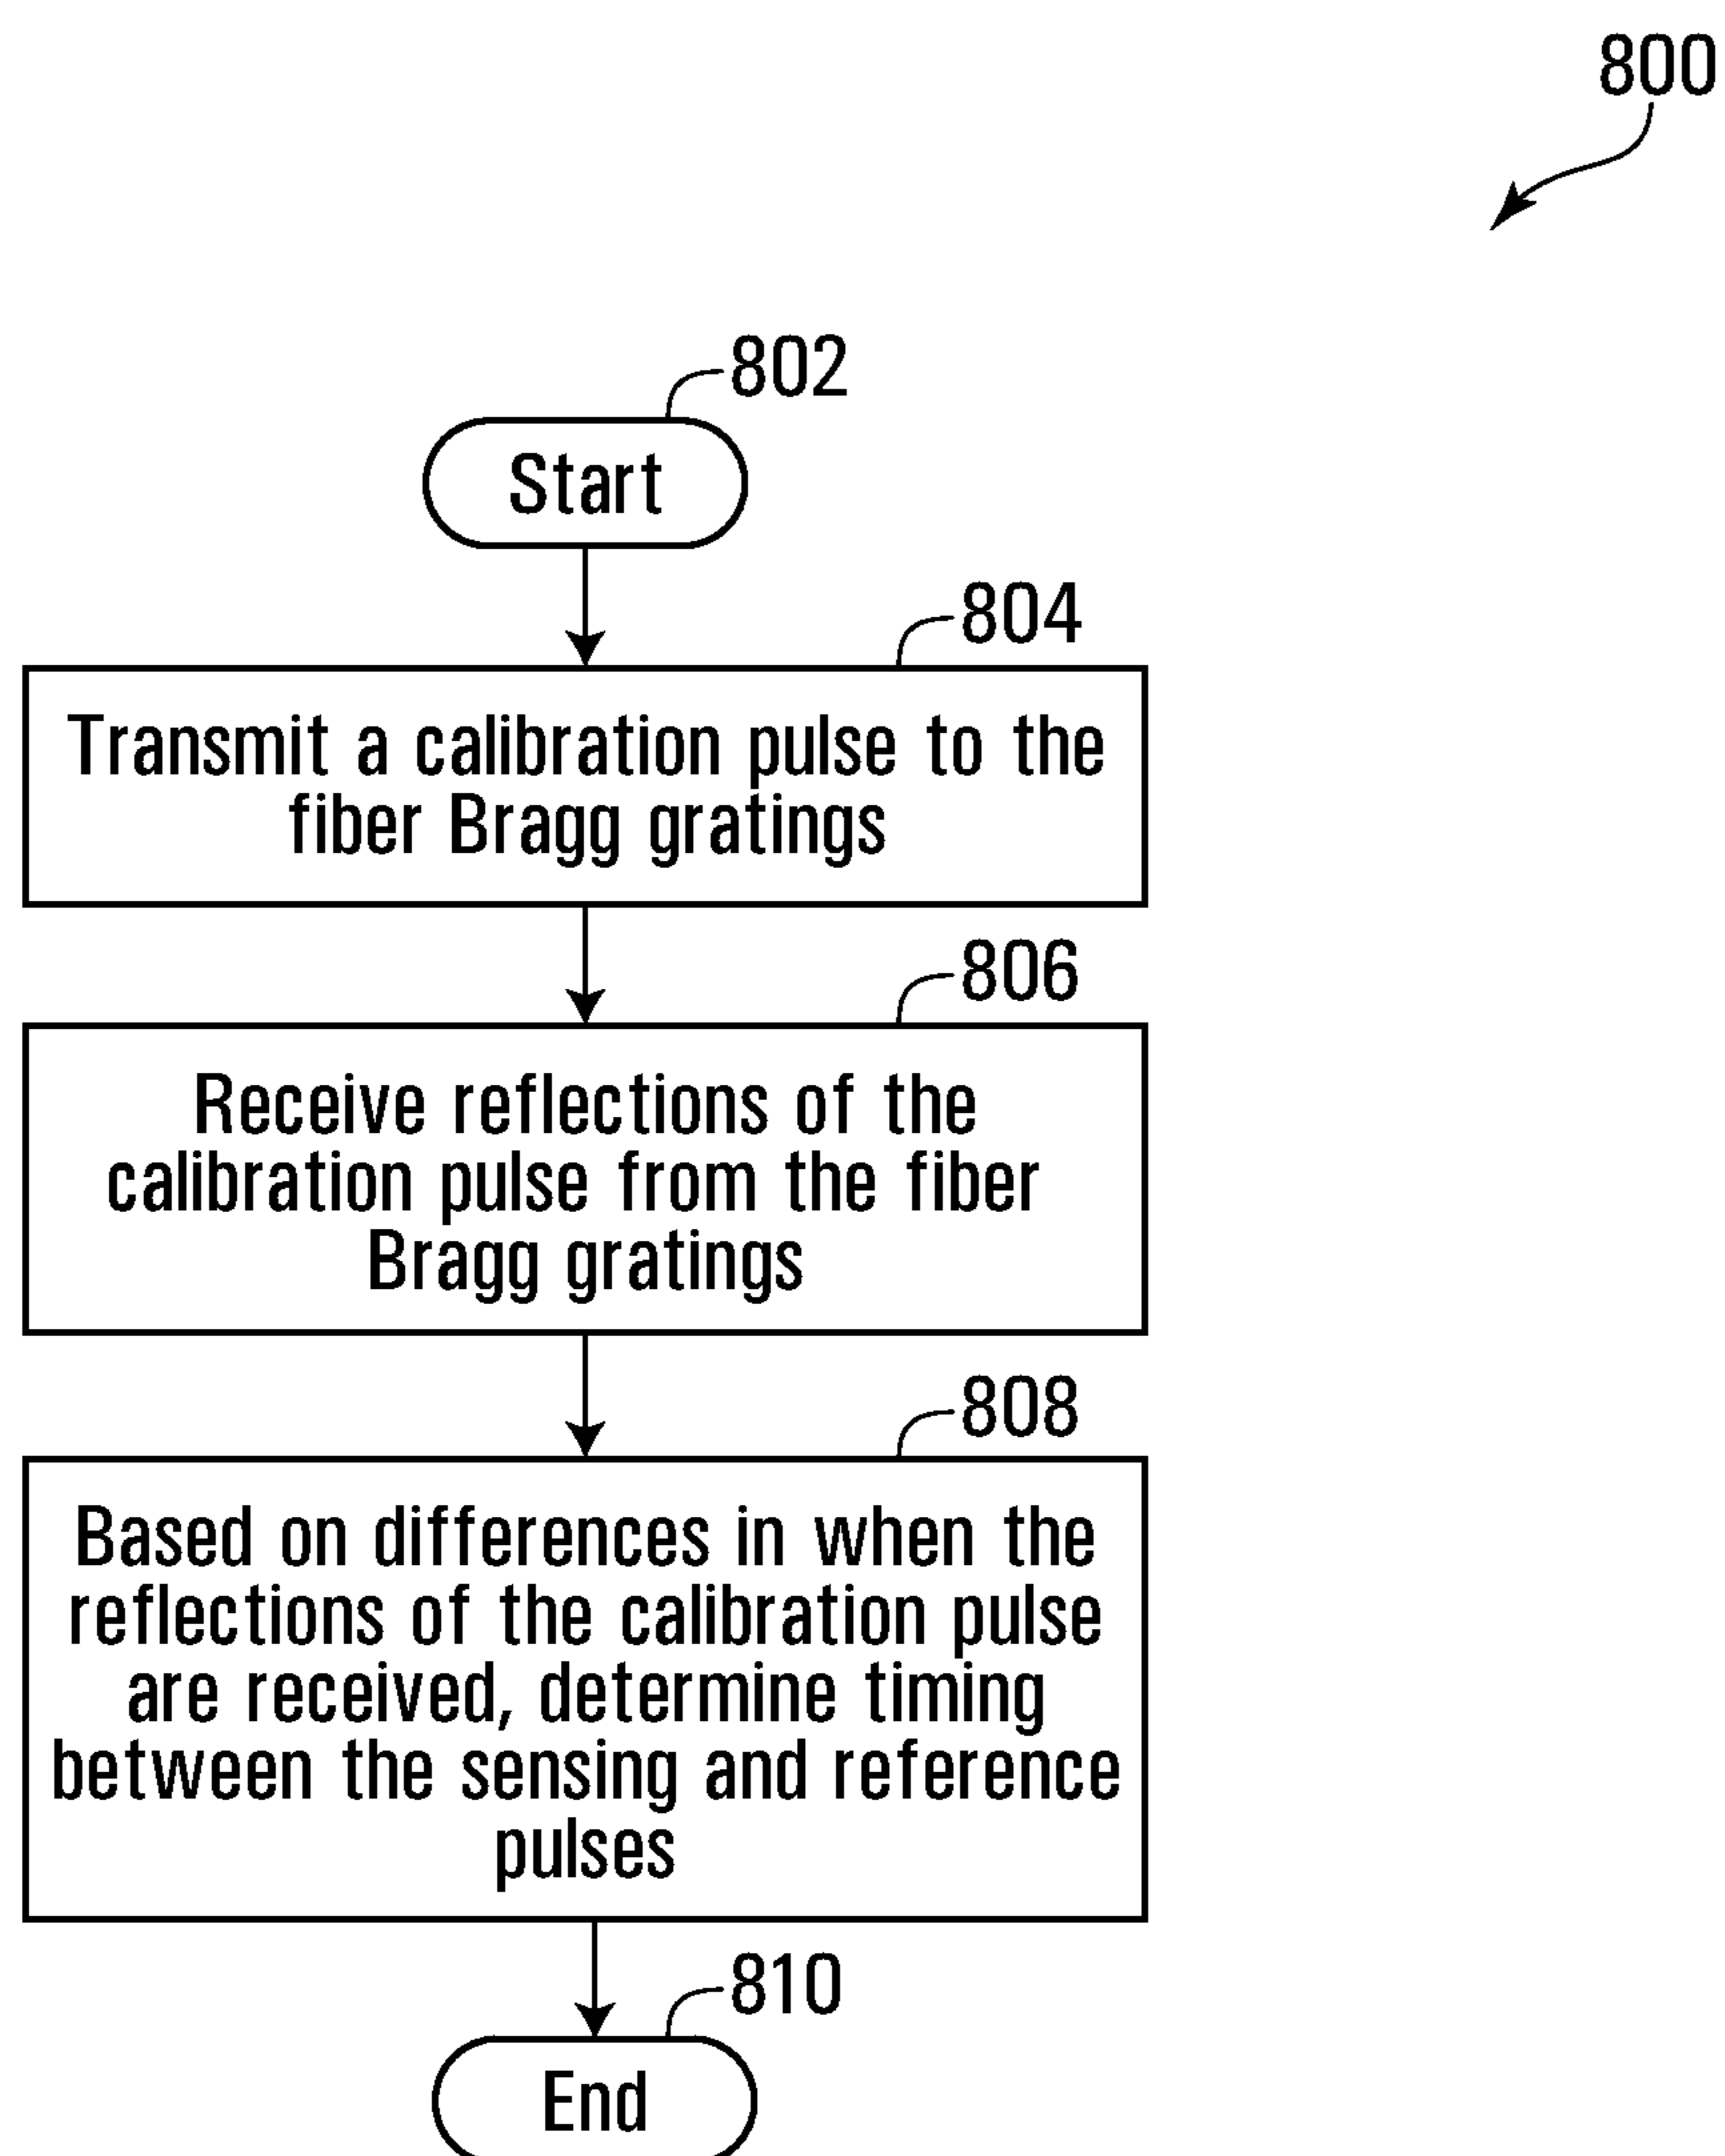 800
802
Start
804
Transmit a calibration pulse to the
fiber Bragg gratings
806
Receive reflections of the
calibration pulse from the fiber
Bragg gratings
808
Based on differences in when the
reflections of the calibration pulse
are received, determine timing
between the sensing and reference
pulses
810
End